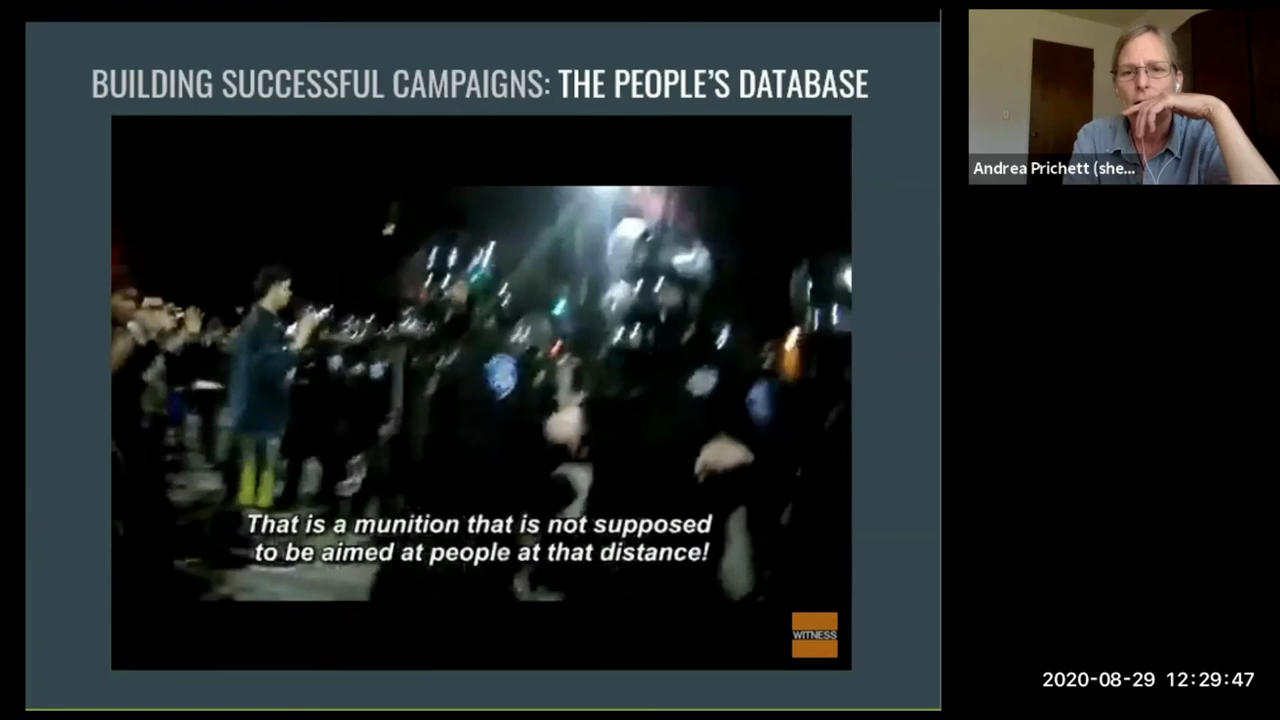 BUILDING SUCCESSFUL CAMPAIGNS: THE PEOPLE'S DATABASE
Andrea Prichett (she...
That is a munition that is not supposed
to be aimed at people at that distance!
WITNESS
2020-08-29 12:29:47